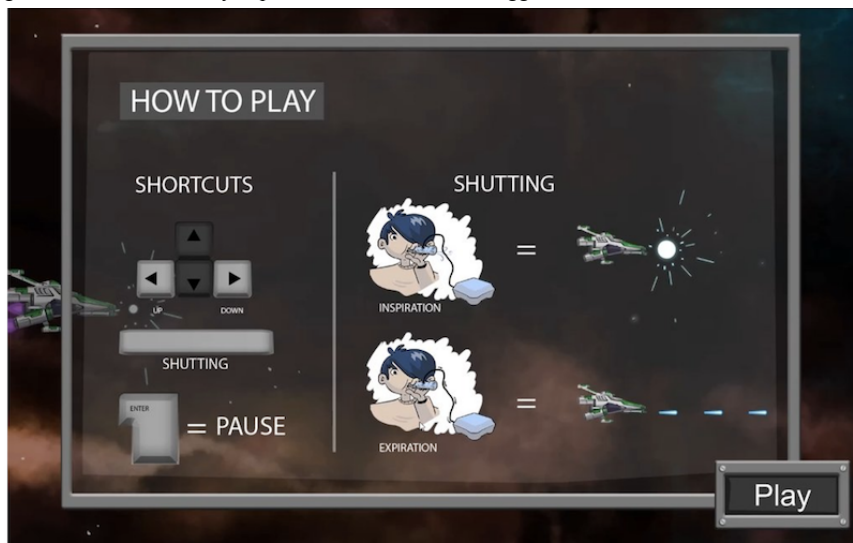 HOW TO PLAY
SHORTCUTS
UP
DOWN
SHUTTING
ENTER
= PAUSE
SHUTTING
INSPIRATION
=
EXPIRATION
=
Play